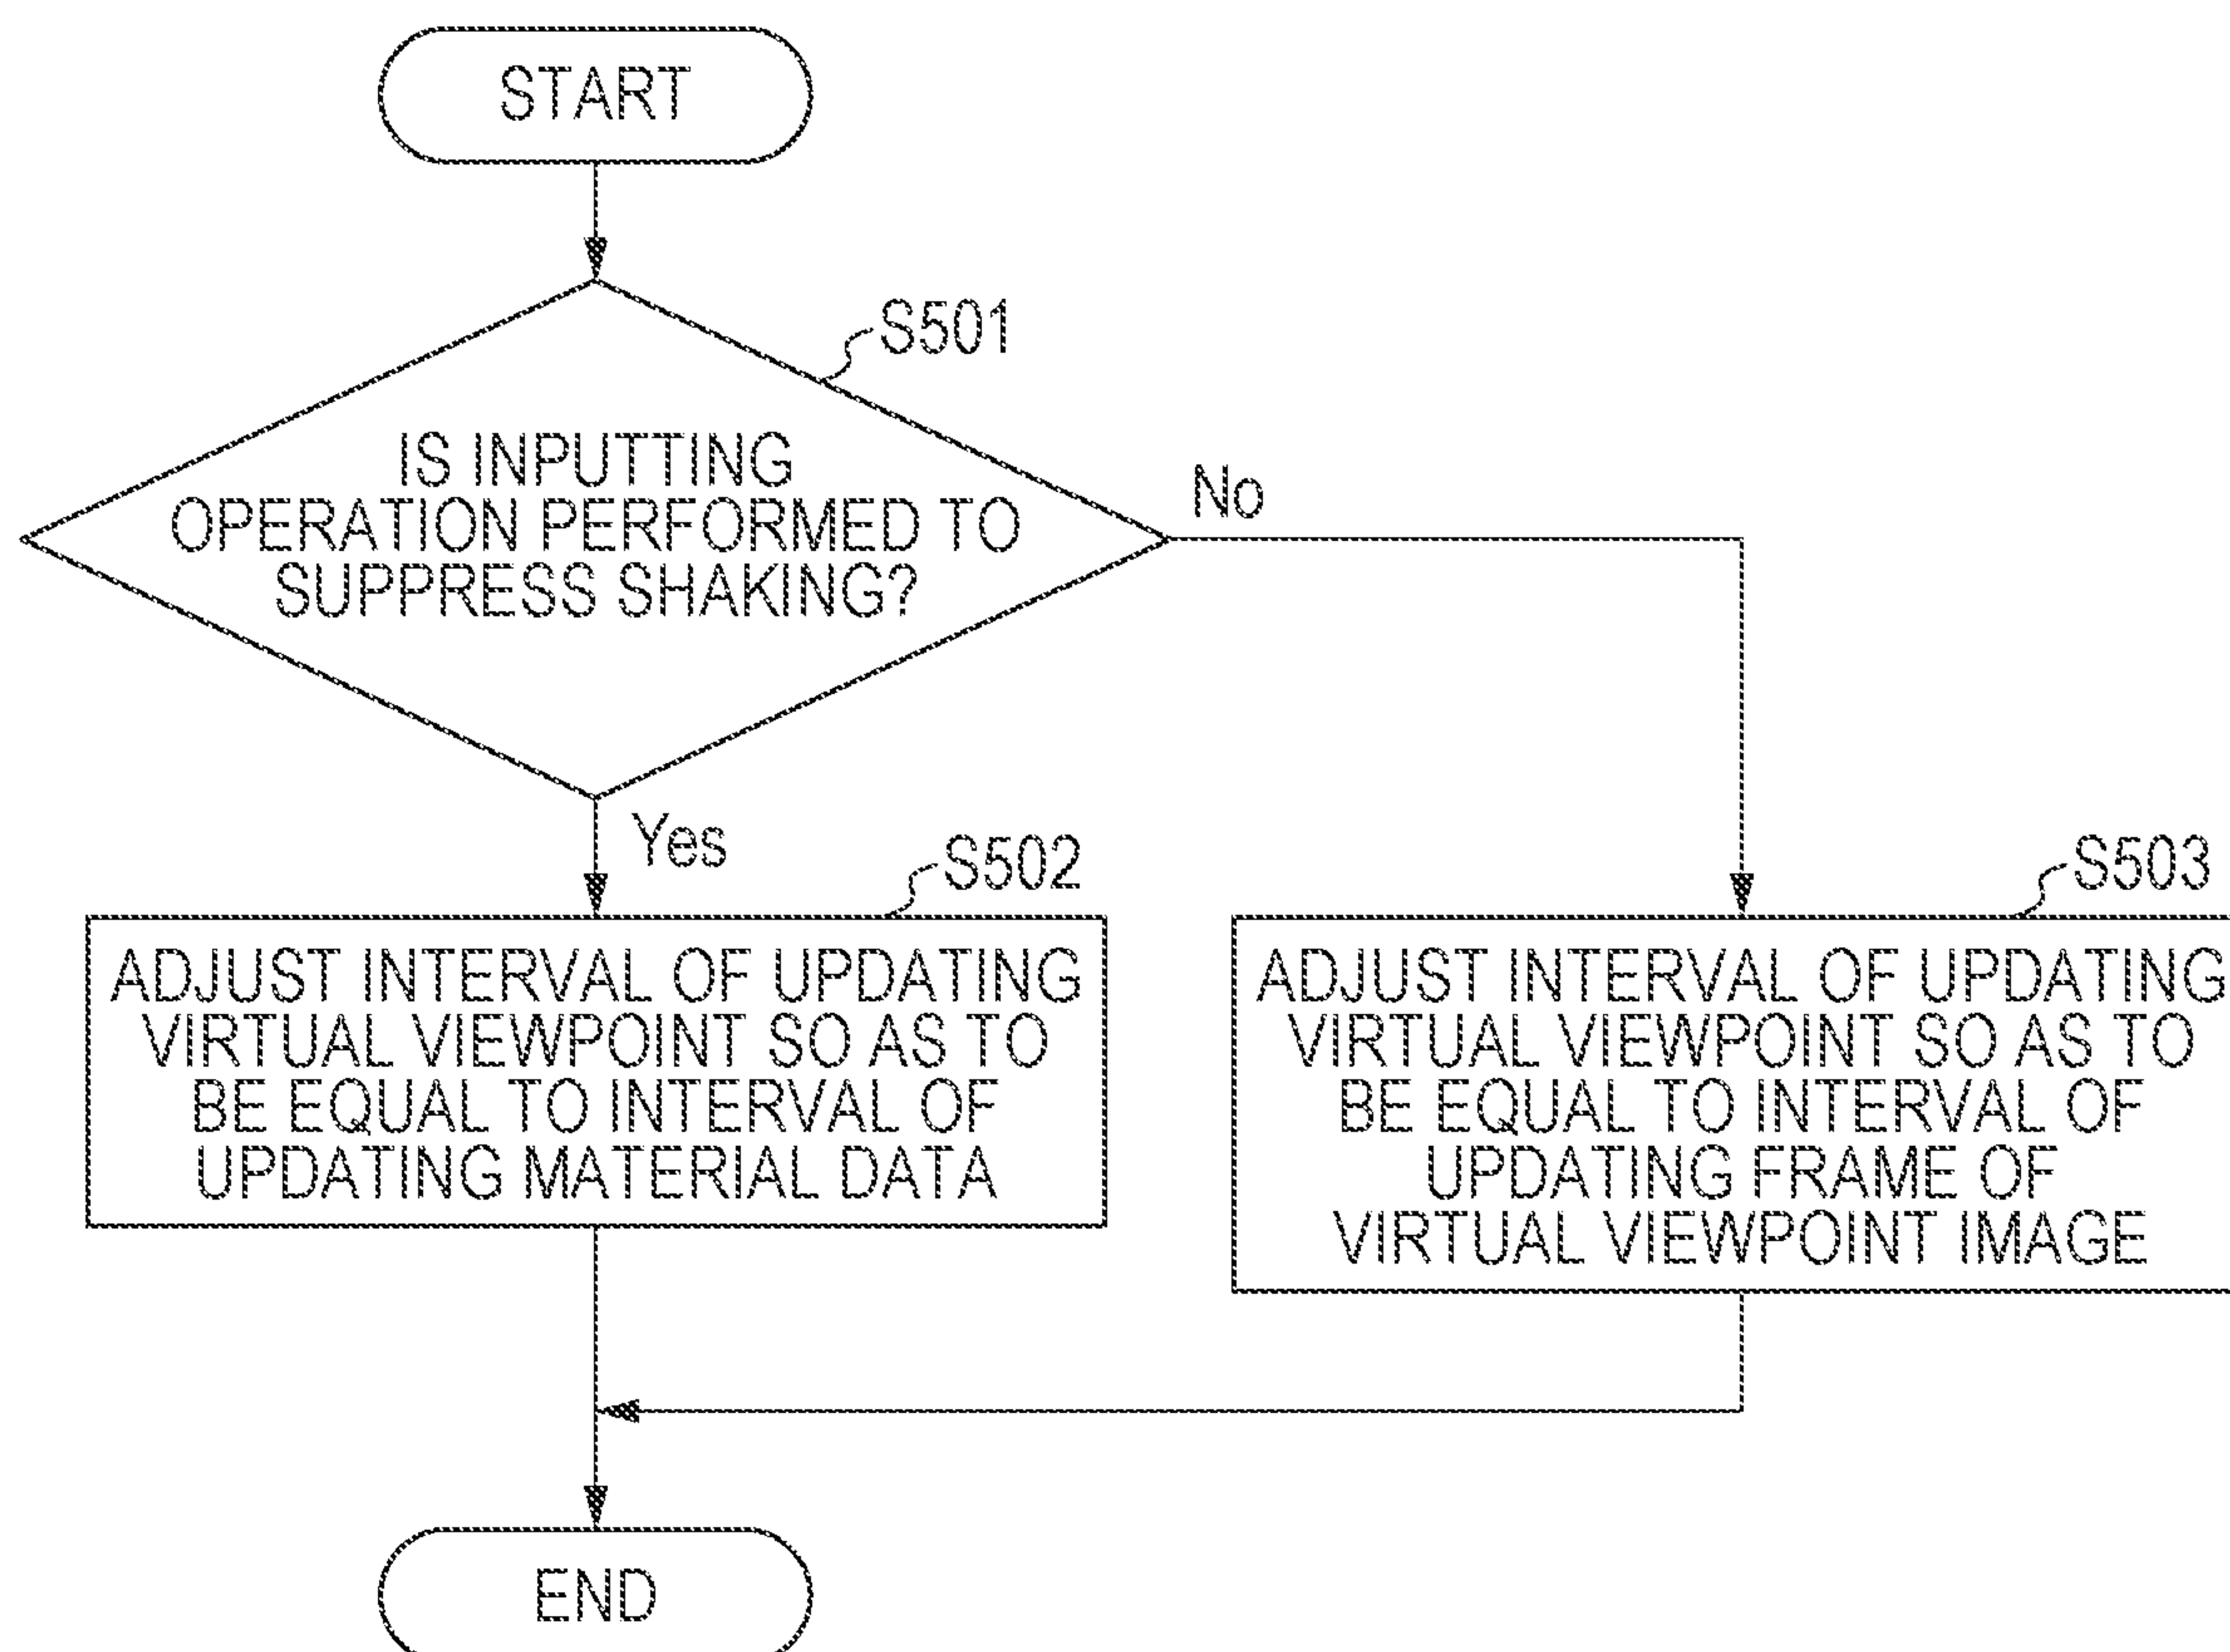 START
S501
IS INPUTTING
OPERATION PERFORMED TO
SUPPRESS SHAKING?
No
Yes
S502
ADJUST INTERVAL OF UPDATING
VIRTUAL VIEWPOINT SO AS TO
BE EQUAL TO INTERVAL OF
UPDATING MATERIAL DATA
S503
ADJUST INTERVAL OF UPDATING
VIRTUAL VIEWPOINT SO AS TO
BE EQUAL TO INTERVAL OF
UPDATING FRAME OF
VIRTUAL VIEWPOINT IMAGE
END